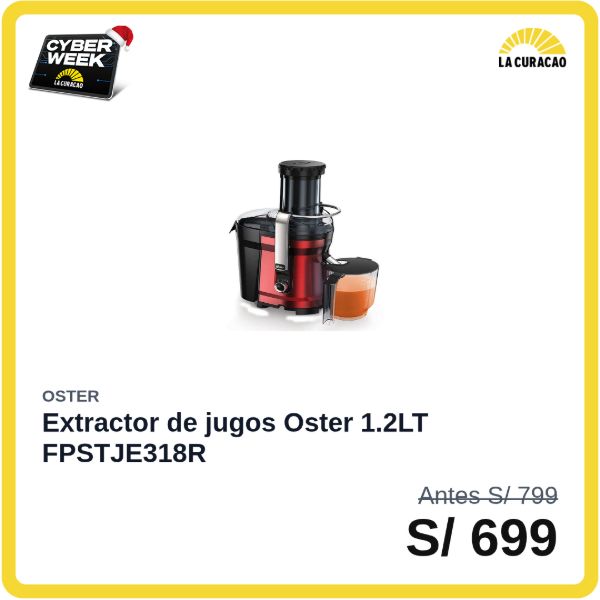 CYBER
WEEK
LA CURACAO
LA CURACAO
OSTER
Extractor de jugos Oster 1.2LT
FPSTJE318R
Antes S/ 799
S/ 699